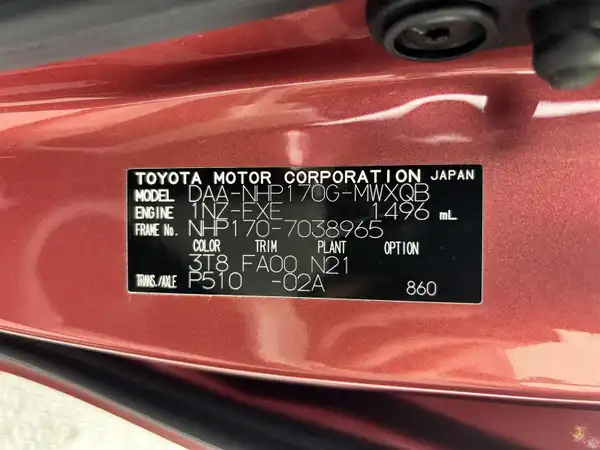 TOYOTA MOTOR CORPORATION JAPAN
MODEL DAA-NHP170G-MWXQB
ENGINE 1NZ-EXE 1496 mL
FRAME No. NHP170-7038965
COLOR TRIM PLANT OPTION
3T8 FA00 N21
TRANS./AXLE P510 -02A 860